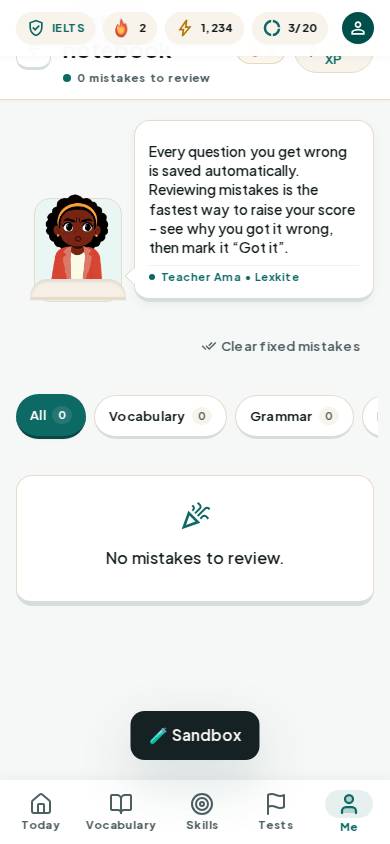 IELTS 2 1,234 3/20
notebook
XP
0 mistakes to review
Every question you get wrong
is saved automatically.
Reviewing mistakes is the
fastest way to raise your score
– see why you got it wrong,
then mark it “Got it”.
Teacher Ama • Lexkite
Clear fixed mistakes
All 0 Vocabulary 0 Grammar 0
No mistakes to review.
Sandbox
Today Vocabulary Skills Tests Me